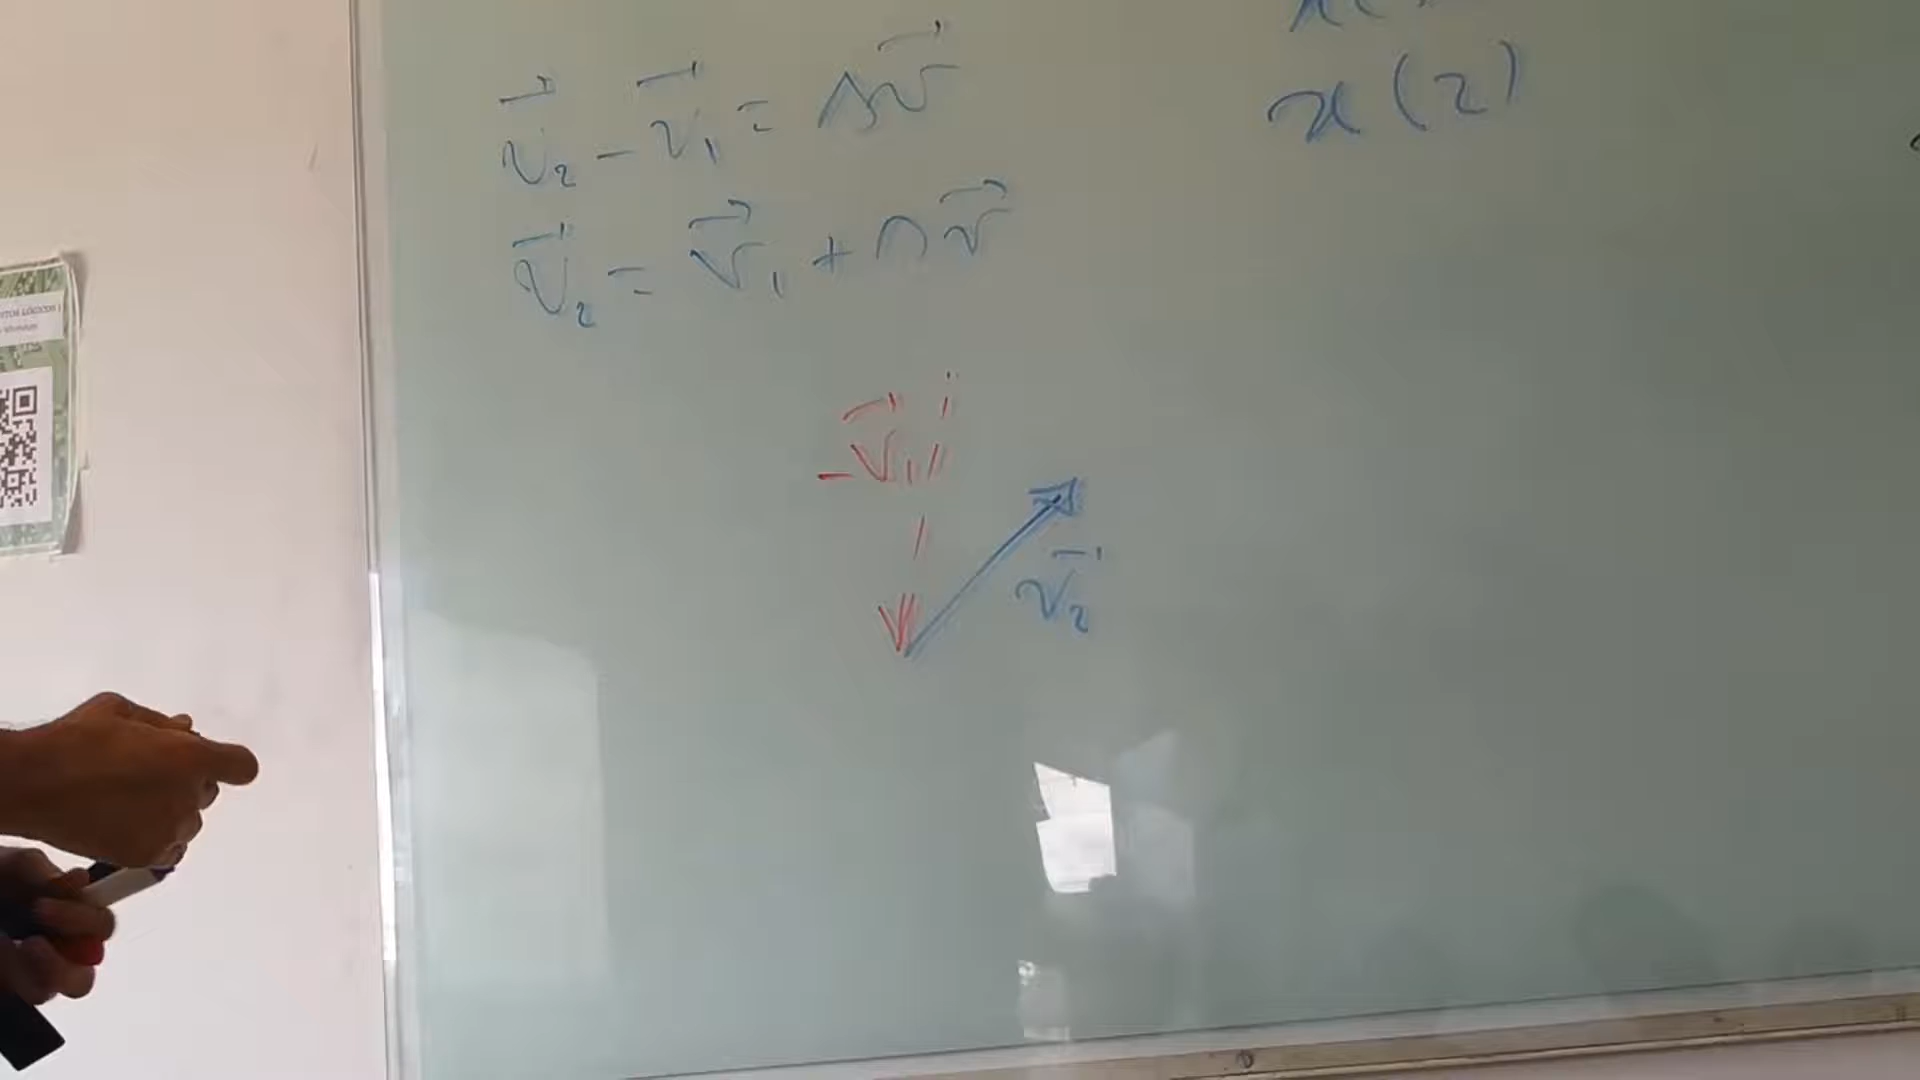 v⃗₂ - v⃗₁ = Δv⃗
v⃗₂ = v⃗₁ + Δv⃗
x(2)
-v⃗₁
v⃗₂